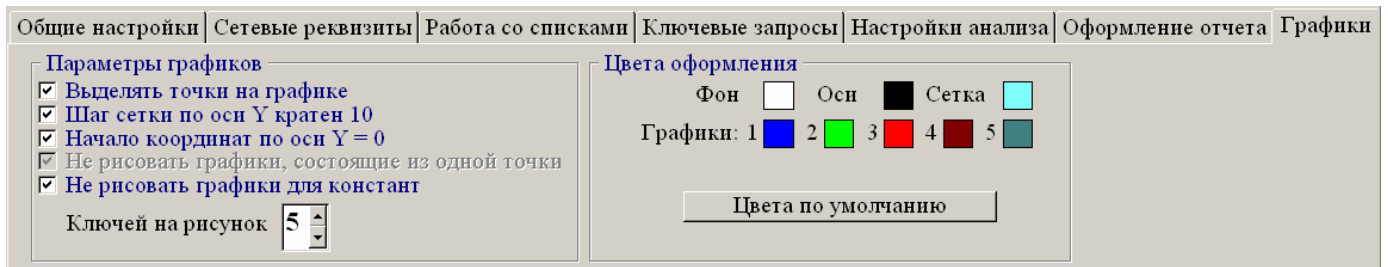 Общие настройки Сетевые реквизиты Работа со списками Ключевые запросы Настройки анализа Оформление отчета Графики
Параметры графиков
Выделять точки на графике
Шаг сетки по оси Y кратен 10
Начало координат по оси Y = 0
Не рисовать графики, состоящие из одной точки
Не рисовать графики для констант
Ключей на рисунок 5
Цвета оформления
Фон Оси Сетка
Графики: 1 2 3 4 5
Цвета по умолчанию